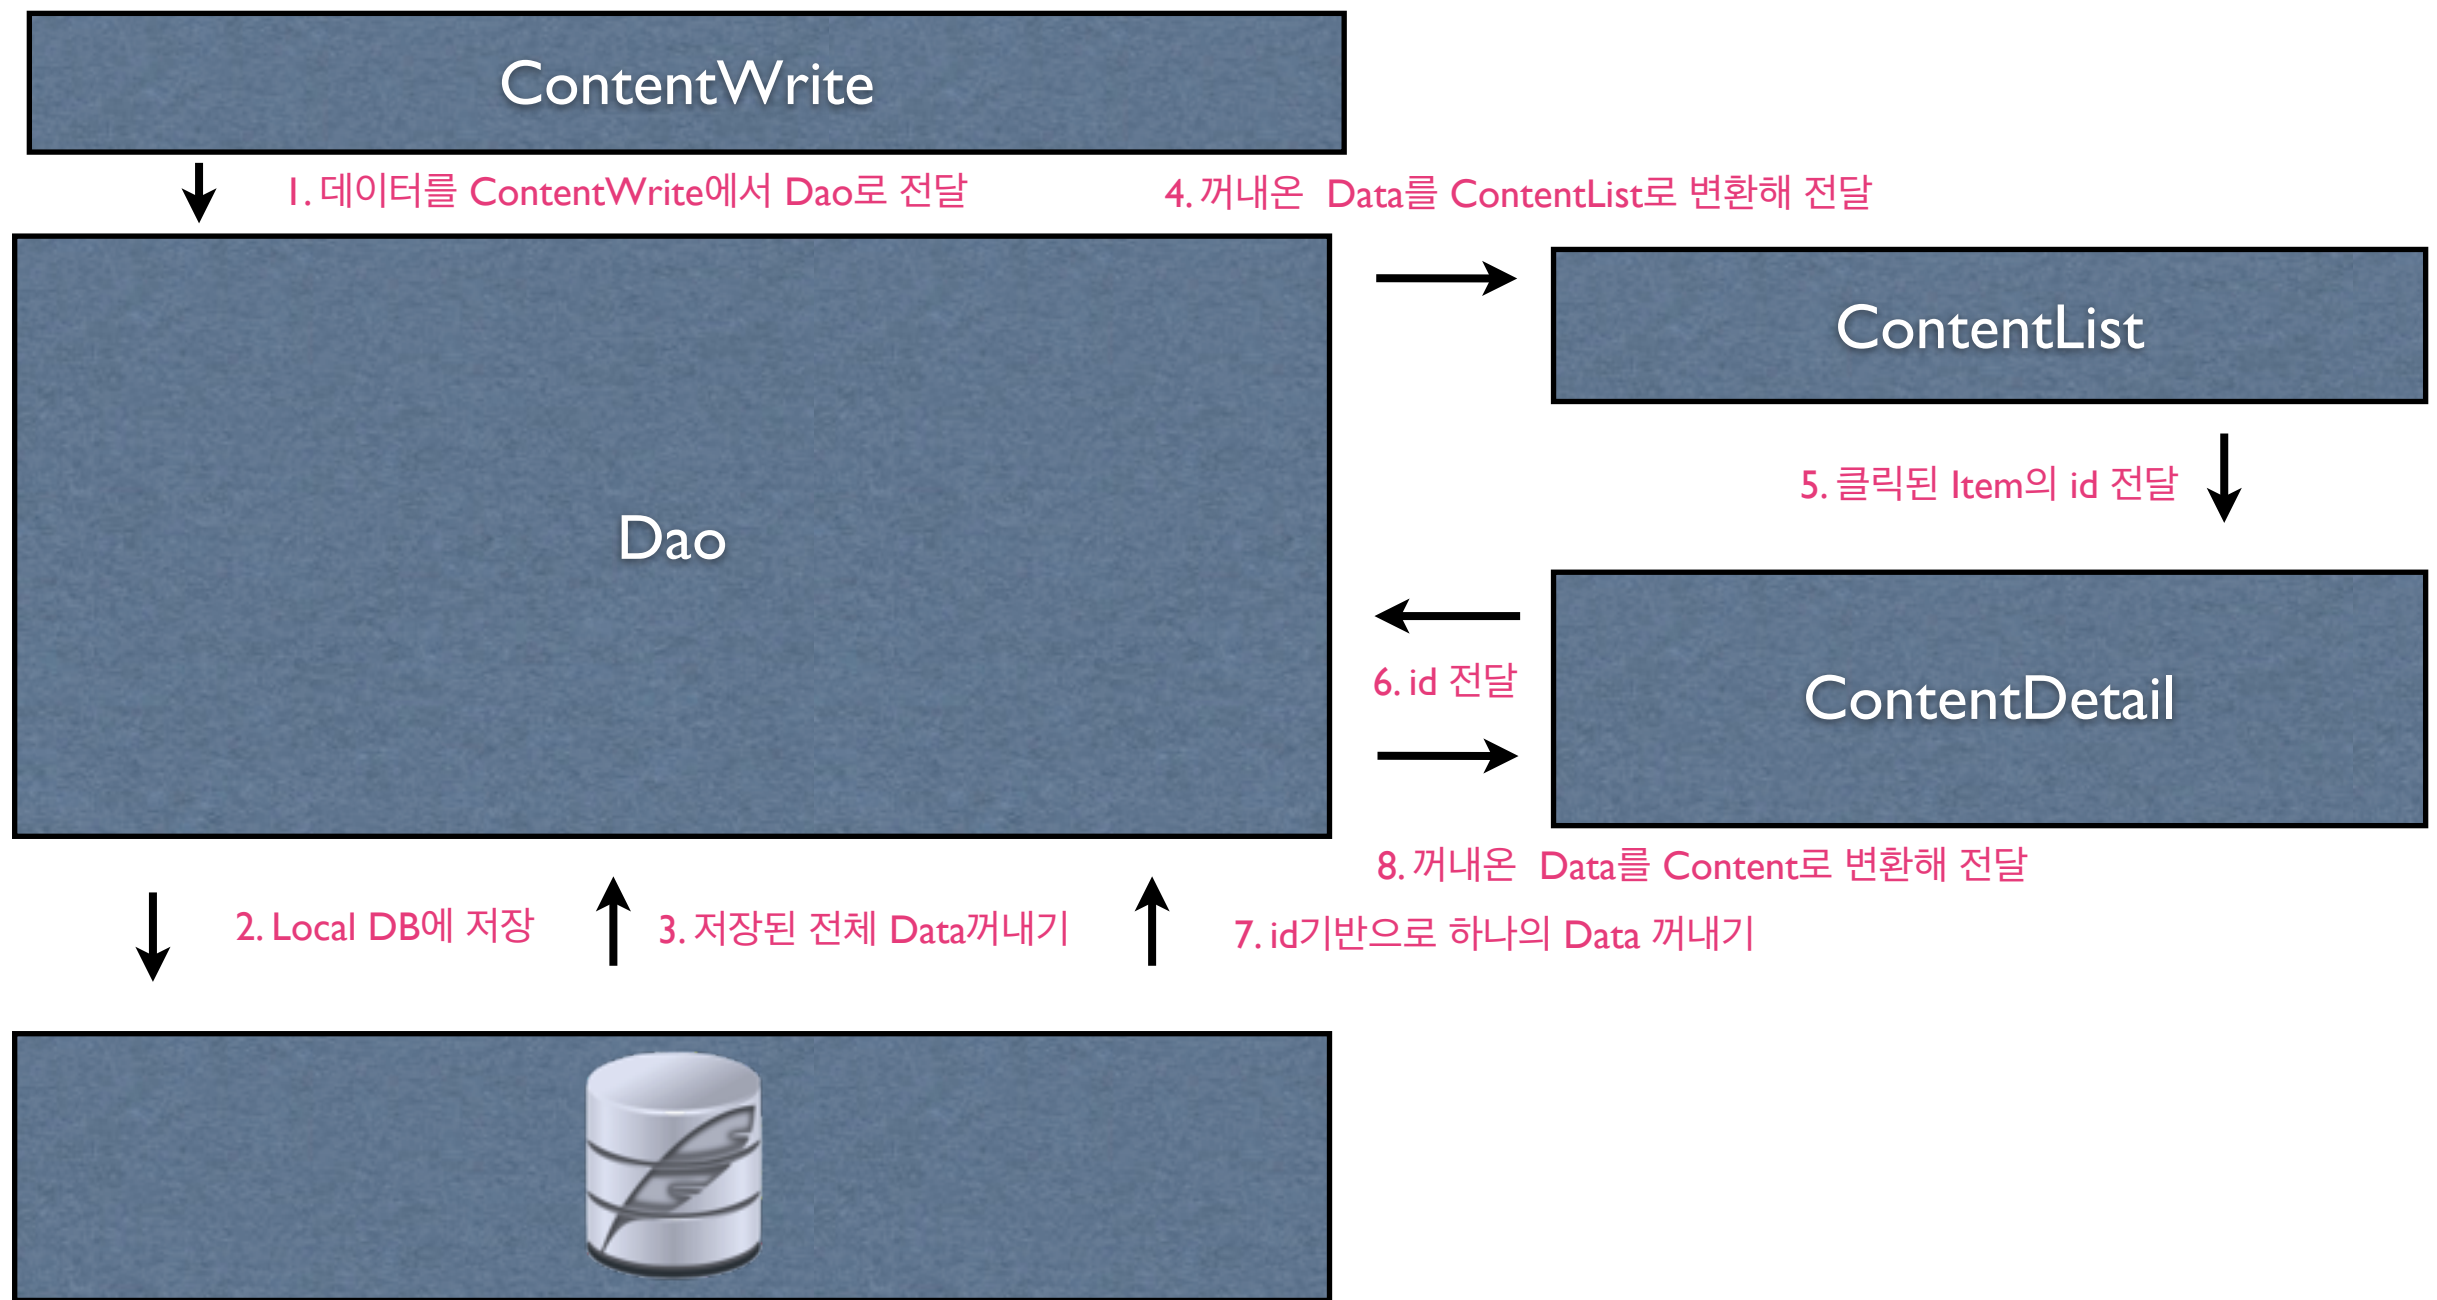 ContentWrite
1. 데이터를 ContentWrite에서 Dao로 전달
4. 꺼내온 Data를 ContentList로 변환해 전달
ContentList
Dao
5. 클릭된 Item의 id 전달
6. id 전달
ContentDetail
8. 꺼내온 Data를 Content로 변환해 전달
2. Local DB에 저장
3. 저장된 전체 Data꺼내기
7. id기반으로 하나의 Data 꺼내기